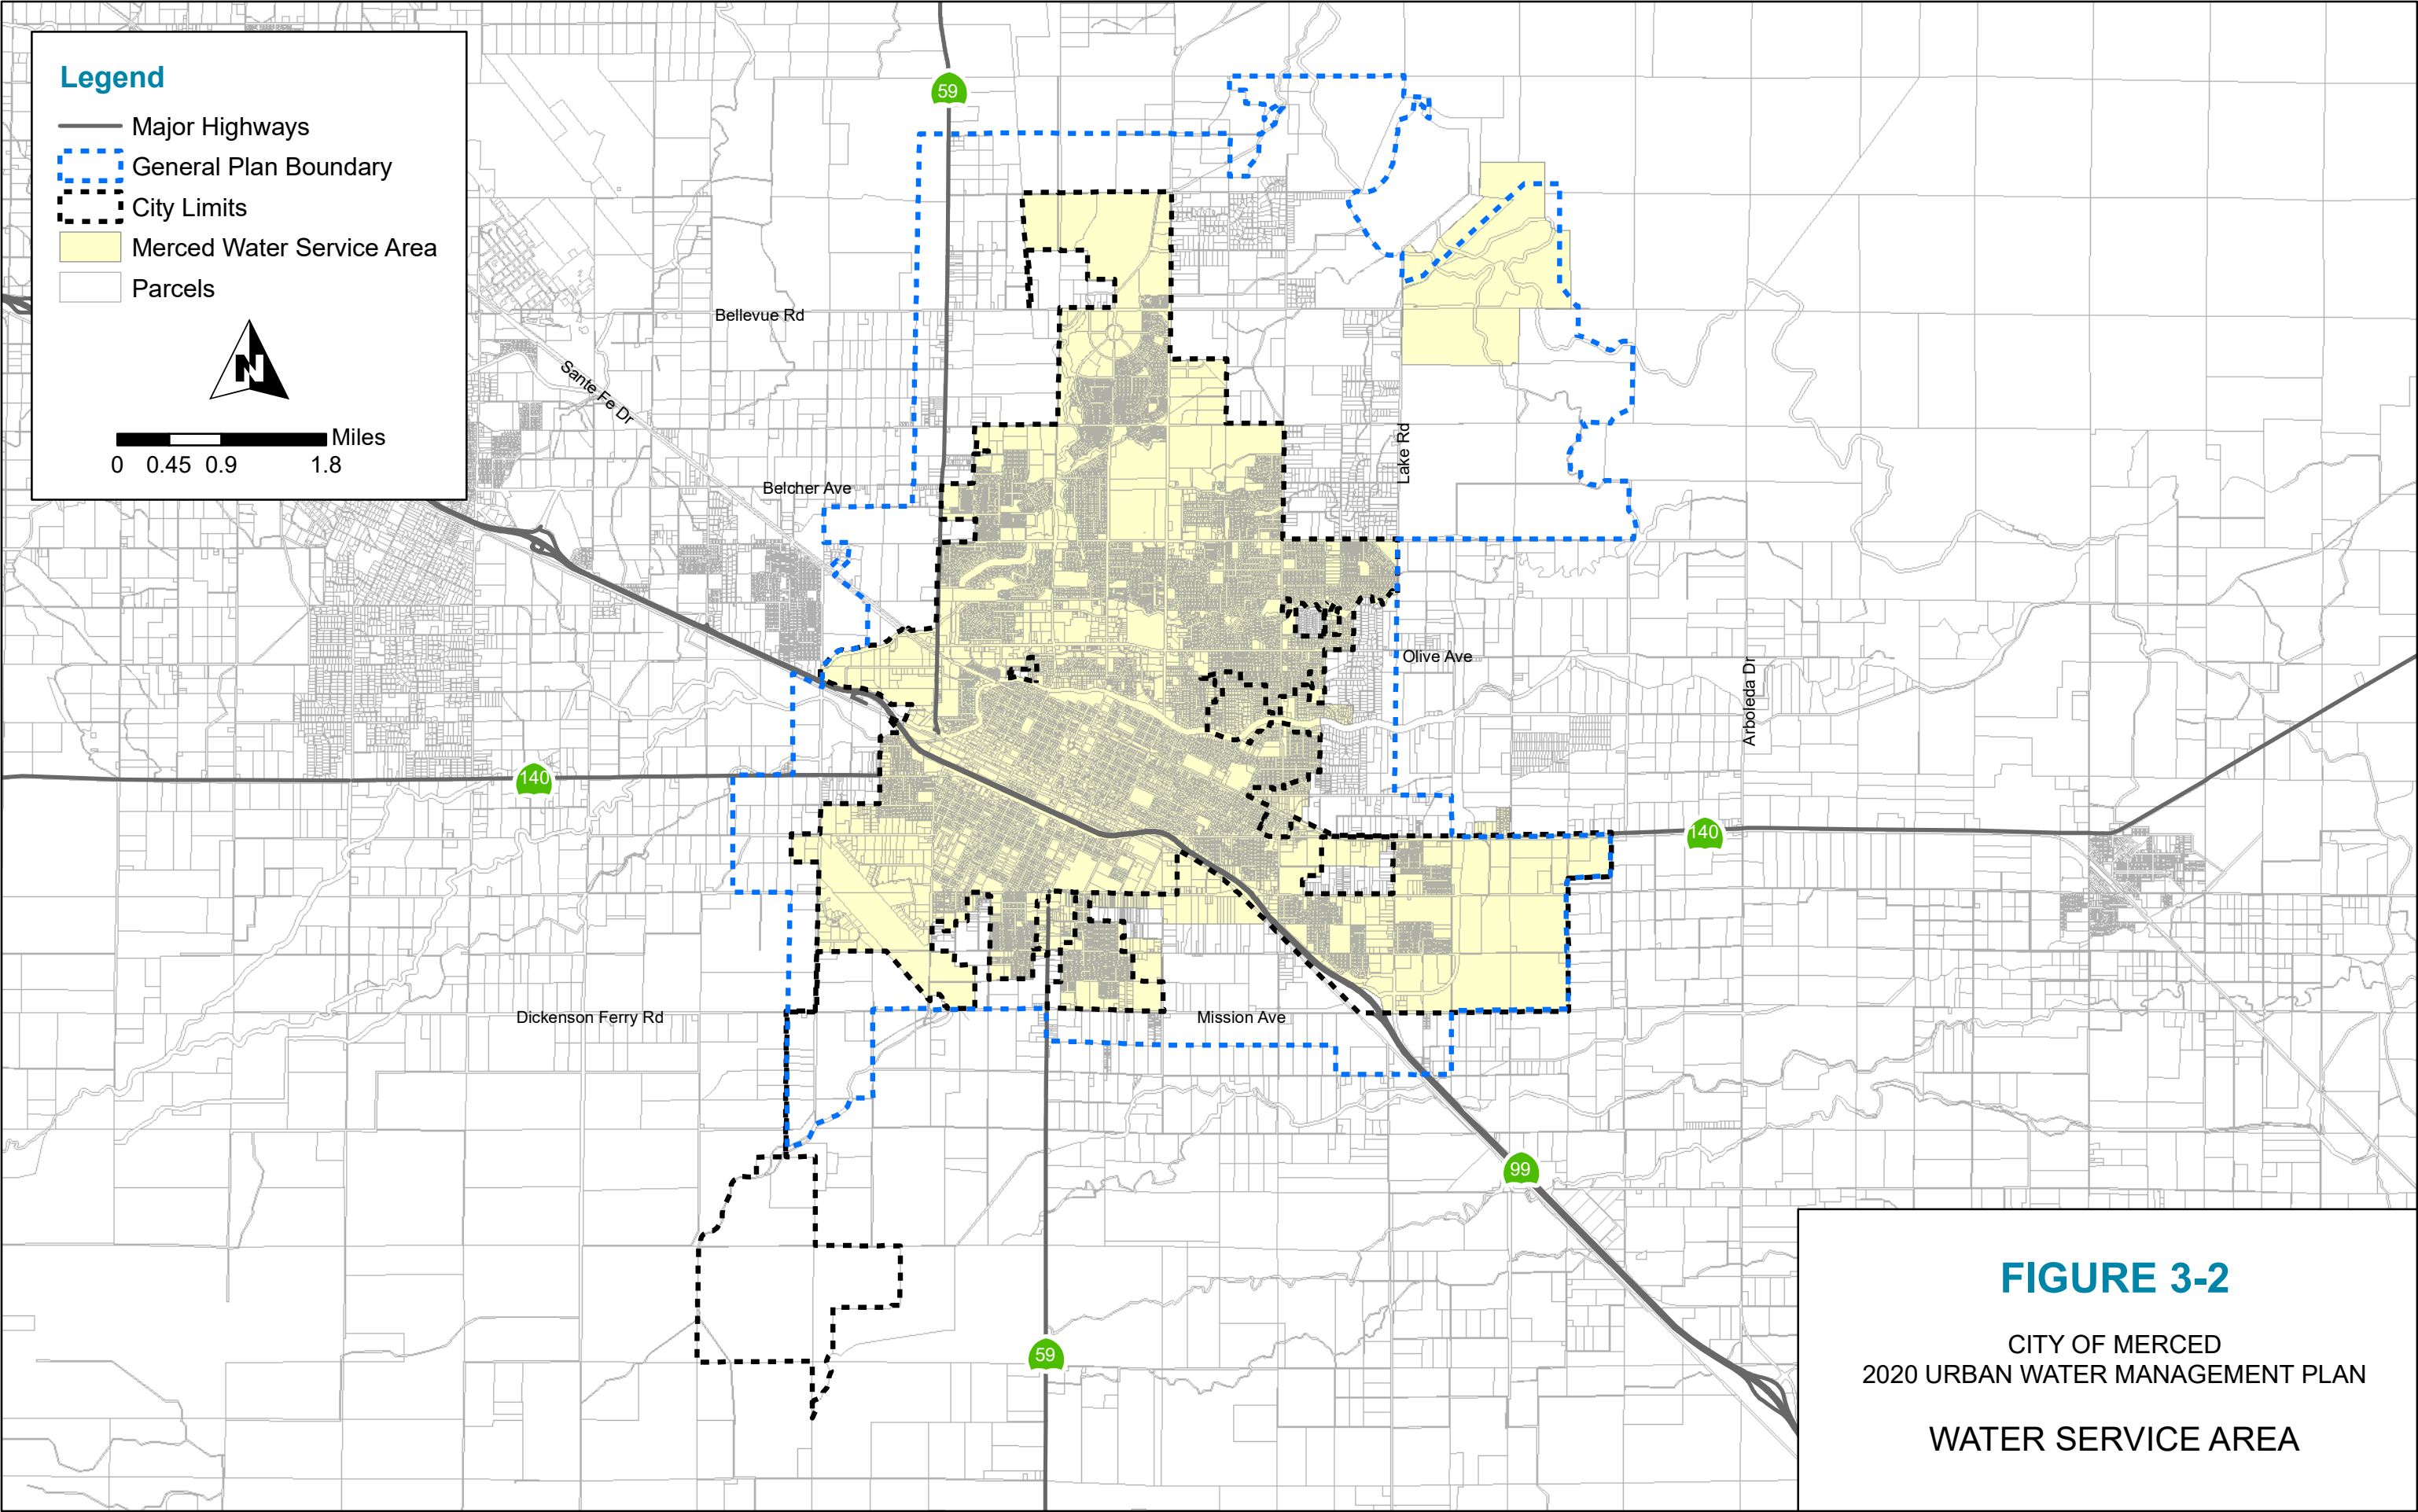 Legend
Major Highways
General Plan Boundary
City Limits
Merced Water Service Area
Parcels
N
Miles
0 0.45 0.9 1.8
59
Bellevue Rd
Sante Fe Dr
Belcher Ave
Lake Rd
Olive Ave
Arboleda Dr
140
140
Dickenson Ferry Rd
Mission Ave
99
59
FIGURE 3-2
CITY OF MERCED
2020 URBAN WATER MANAGEMENT PLAN
WATER SERVICE AREA